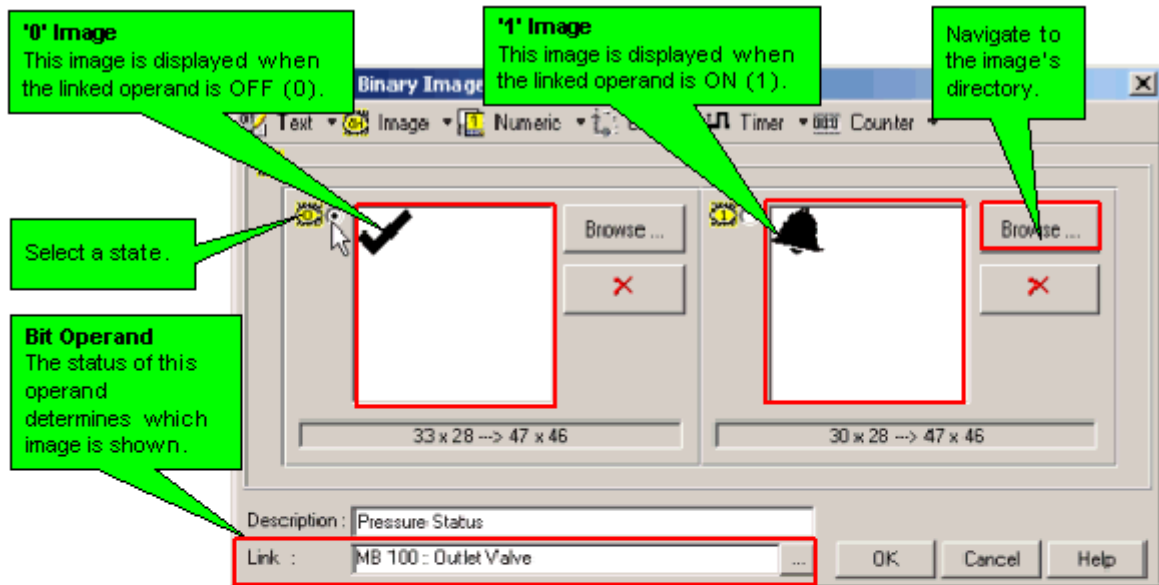 '0' Image
This image is displayed when
the linked operand is OFF (0).
'1' Image
This image is displayed when
the linked operand is ON (1).
Navigate to
the image's
directory.
Binary Image
Text
Image
Numeric
Timer
Counter
Select a state.
0
Browse ...
1
Browse ...
Bit Operand
The status of this
operand
determines which
image is shown.
33 x 28 ---> 47 x 46
30 x 28 ---> 47 x 46
Description : Pressure Status
Link : MB 100 :: Outlet Valve ...
OK Cancel Help